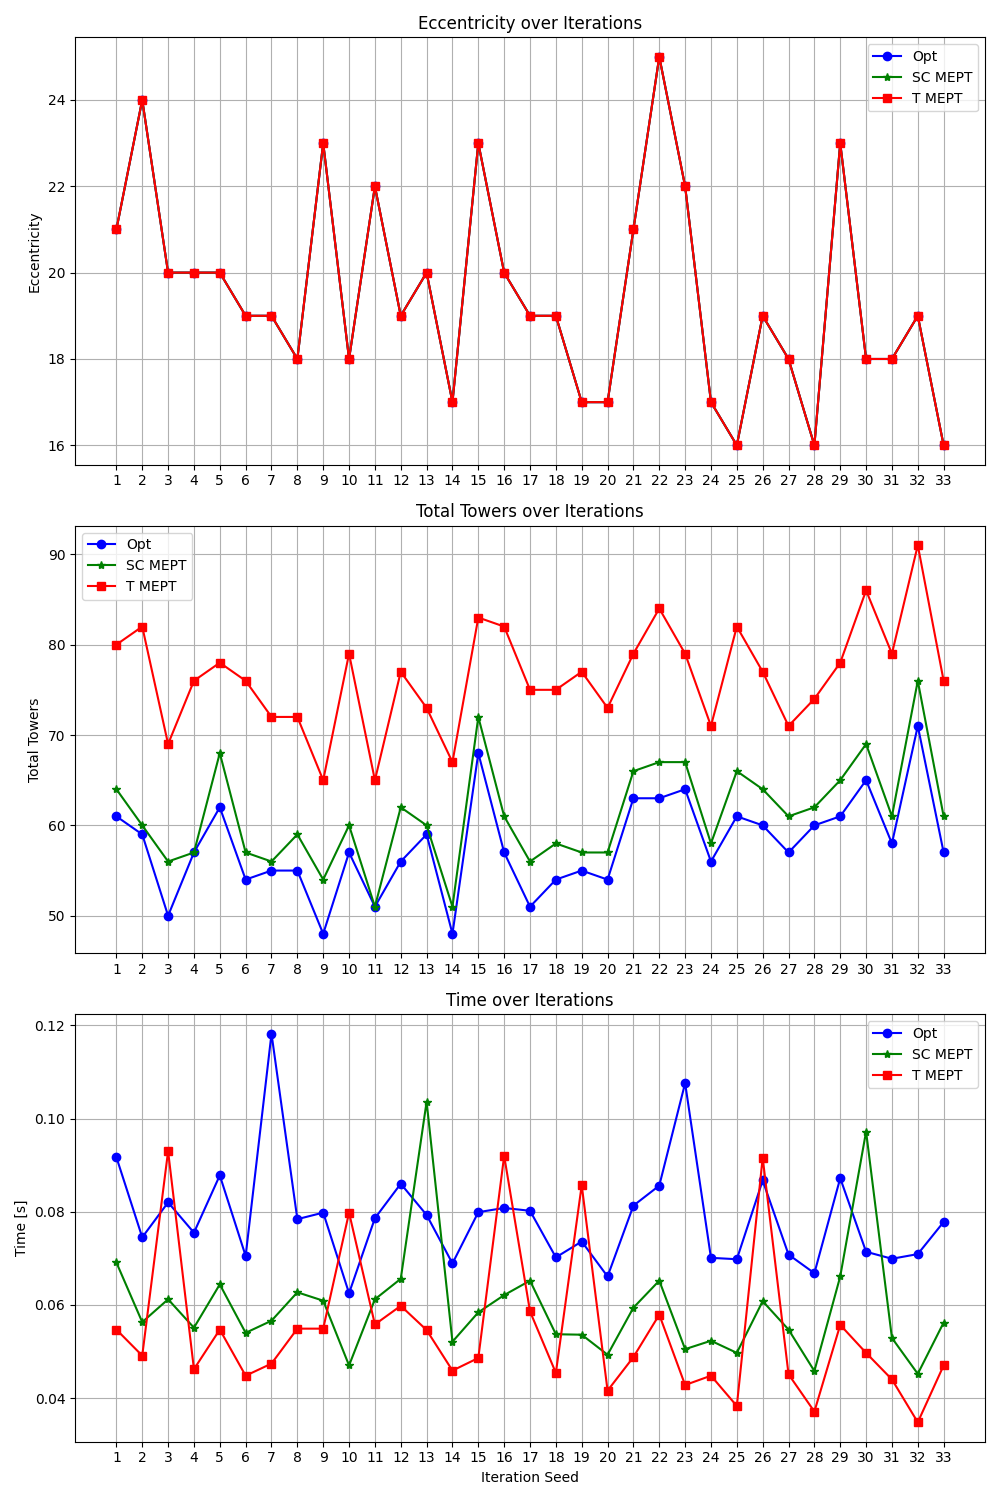 Eccentricity over Iterations
Opt
SC MEPT
T MEPT
24
22
20
18
16
Eccentricity
1 2 3 4 5 6 7 8 9 10 11 12 13 14 15 16 17 18 19 20 21 22 23 24 25 26 27 28 29 30 31 32 33
Total Towers over Iterations
Opt
SC MEPT
T MEPT
90
80
70
60
50
Total Towers
1 2 3 4 5 6 7 8 9 10 11 12 13 14 15 16 17 18 19 20 21 22 23 24 25 26 27 28 29 30 31 32 33
Time over Iterations
Opt
SC MEPT
T MEPT
0.12
0.10
0.08
0.06
0.04
Time [s]
1 2 3 4 5 6 7 8 9 10 11 12 13 14 15 16 17 18 19 20 21 22 23 24 25 26 27 28 29 30 31 32 33
Iteration Seed